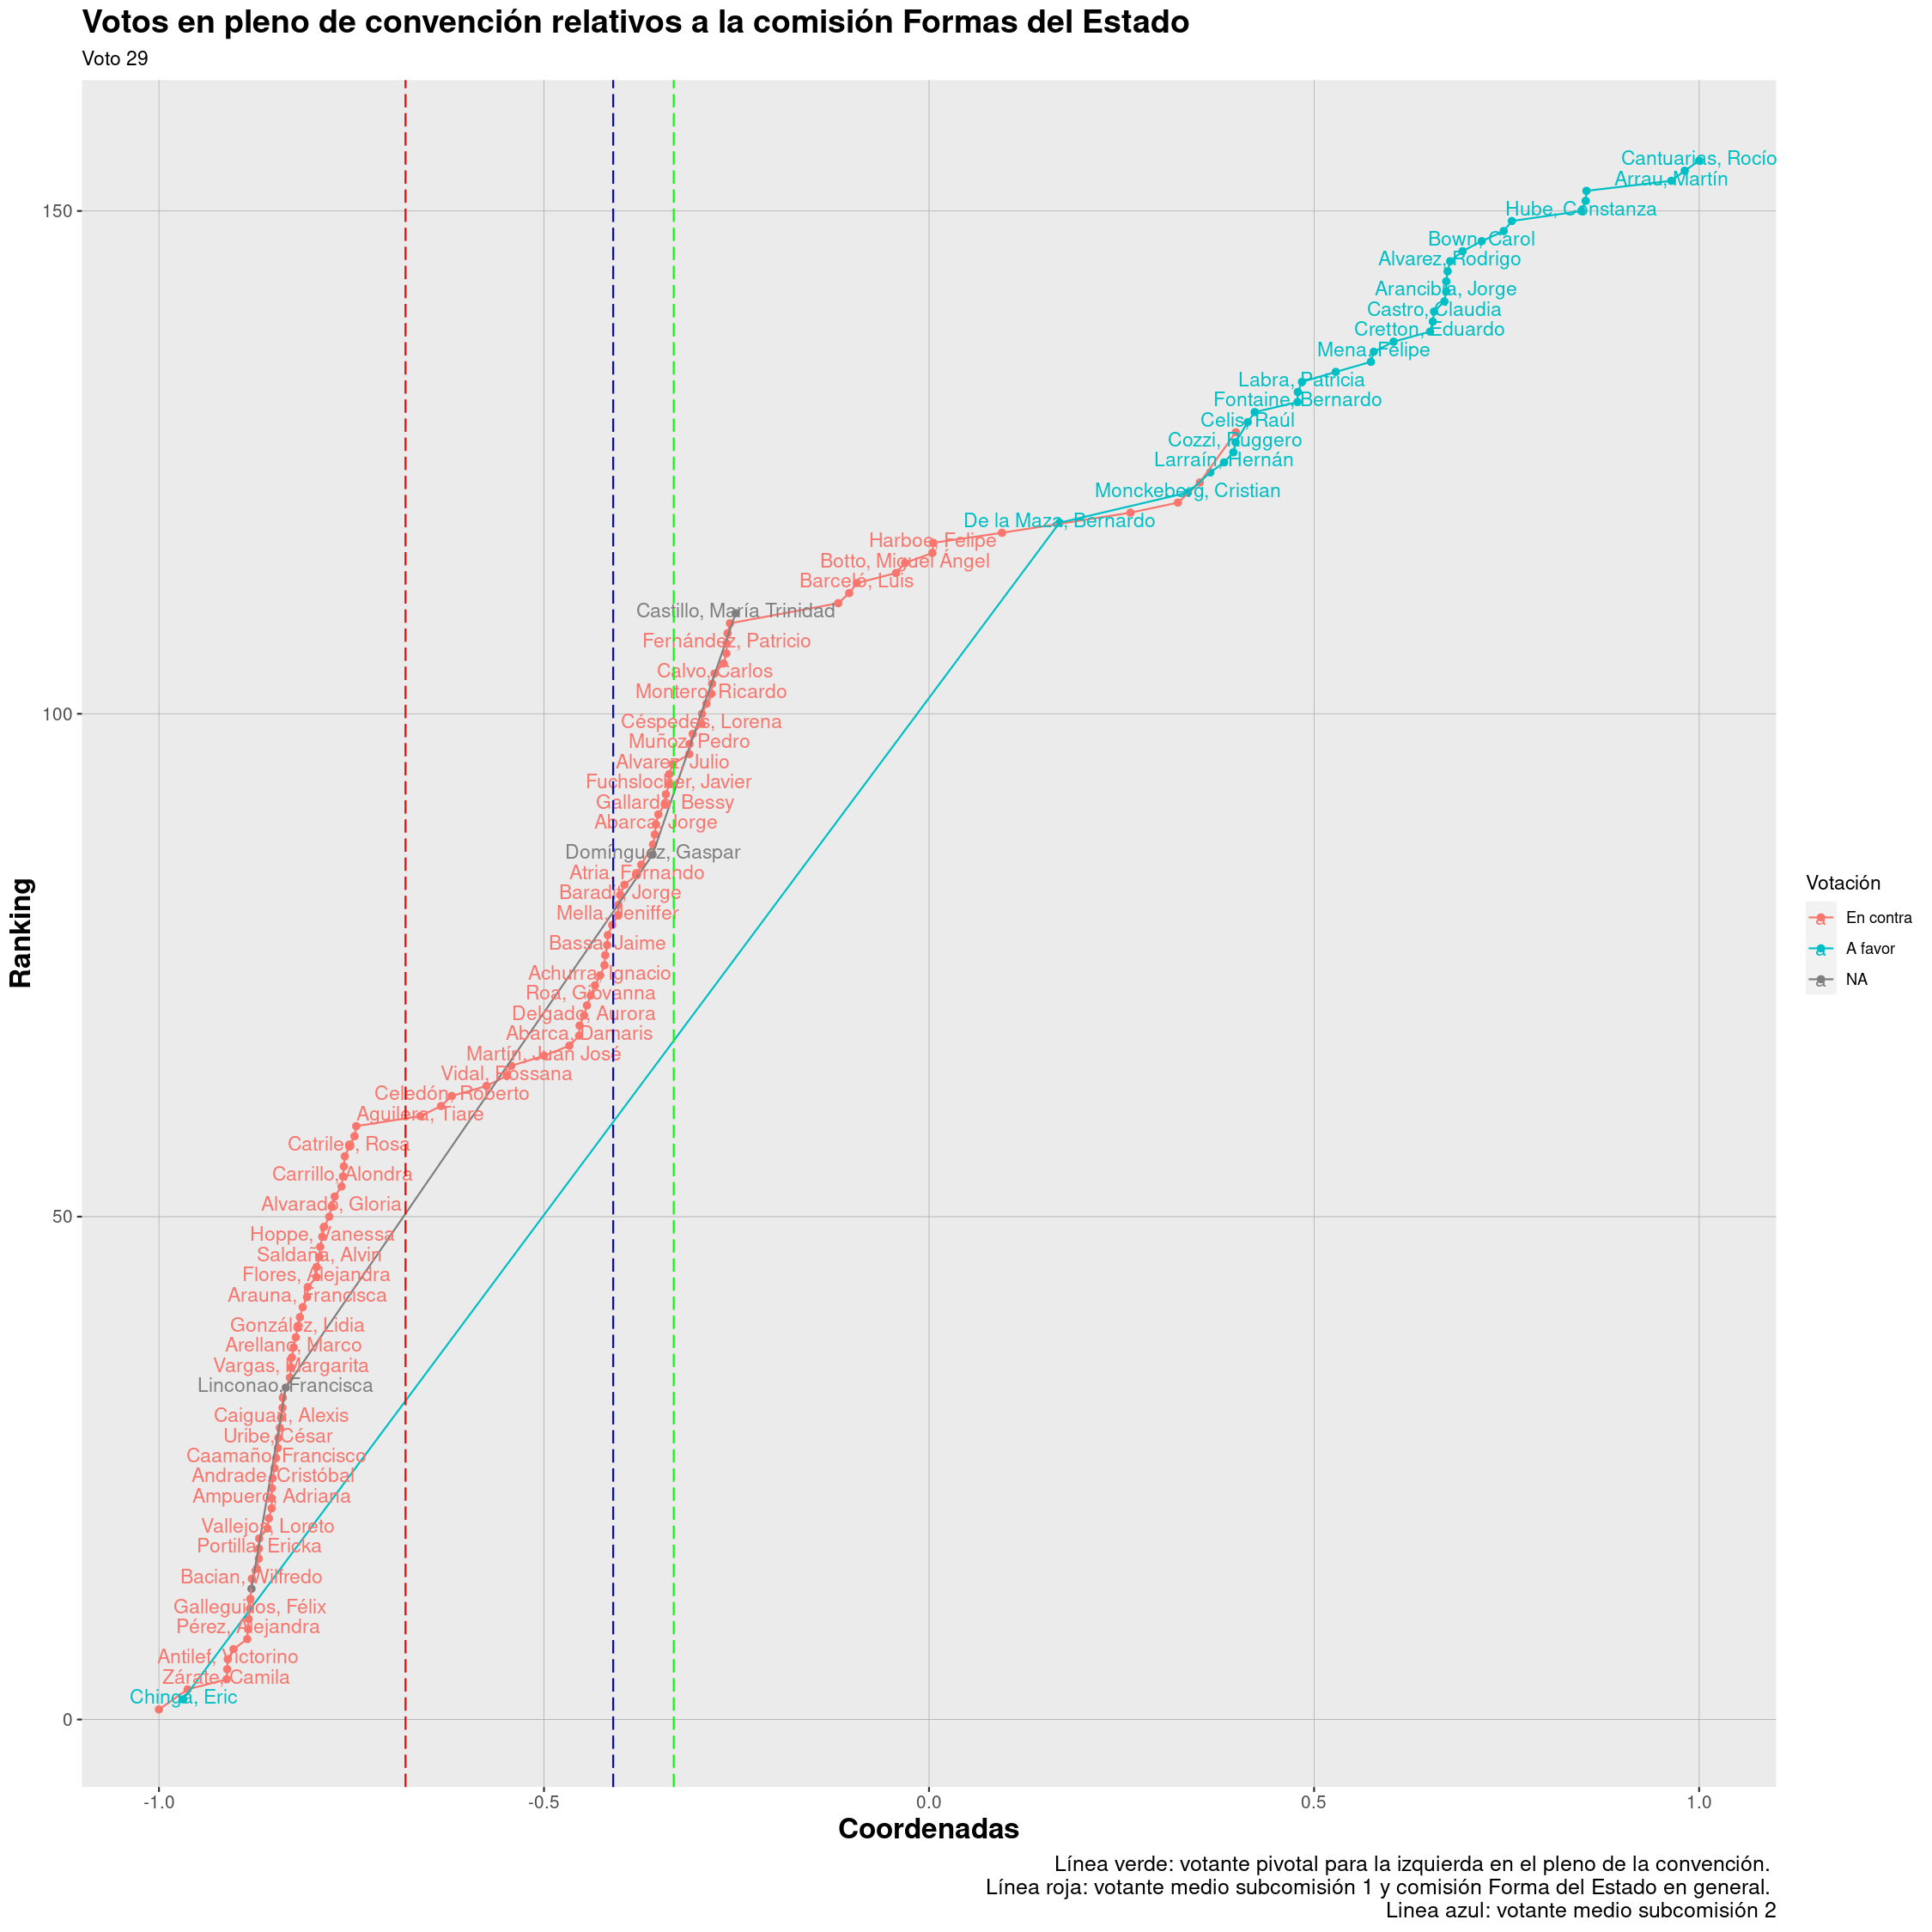 Votos en pleno de convención relativos a la comisión Formas del Estado
Voto 29
Cantuarias, Rocío
Arrau, Martín
150
Hube, Constanza
Bown, Carol
Alvarez, Rodrigo
Arancibia, Jorge
Castro, Claudia
Cretton, Eduardo
Mena, Felipe
Labra, Patricia
Fontaine, Bernardo
Celis, Raúl
Cozzi, Ruggero
Larraín, Hernán
Monckeberg, Cristian
De la Maza, Bernardo
Harboe, Felipe
Botto, Miguel Ángel
Barceló, Luis
Castillo, María Trinidad
Fernández, Patricio
Calvo, Carlos
Montero, Ricardo
100
Céspedes, Lorena
Muñoz, Pedro
Alvarez, Julio
Fuchslocher, Javier
Gallardo, Bessy
Abarca, Jorge
Domínguez, Gaspar
Atria, Fernando
Baradit, Jorge
Mella, Jeniffer
Bassa, Jaime
Achurra, Ignacio
Roa, Giovanna
Delgado, Aurora
Abarca, Damaris
Martín, Juan José
Vidal, Rossana
Celedón, Roberto
Aguilera, Tiare
Catrileo, Rosa
Carrillo, Alondra
Alvarado, Gloria
50
Hoppe, Vanessa
Saldaña, Alvin
Flores, Alejandra
Arauna, Francisca
González, Lidia
Arellano, Marco
Vargas, Margarita
Linconao, Francisca
Caiguan, Alexis
Uribe, César
Caamaño, Francisco
Andrade, Cristóbal
Ampuero, Adriana
Vallejos, Loreto
Portilla, Ericka
Bacian, Wilfredo
Galleguillos, Félix
Pérez, Alejandra
Antilef, Victorino
Zárate, Camila
Chinga, Eric
0
Ranking
-1.0
-0.5
0.0
0.5
1.0
Coordenadas
Votación
a En contra
a A favor
a NA
Línea verde: votante pivotal para la izquierda en el pleno de la convención.
Línea roja: votante medio subcomisión 1 y comisión Forma del Estado en general.
Linea azul: votante medio subcomisión 2